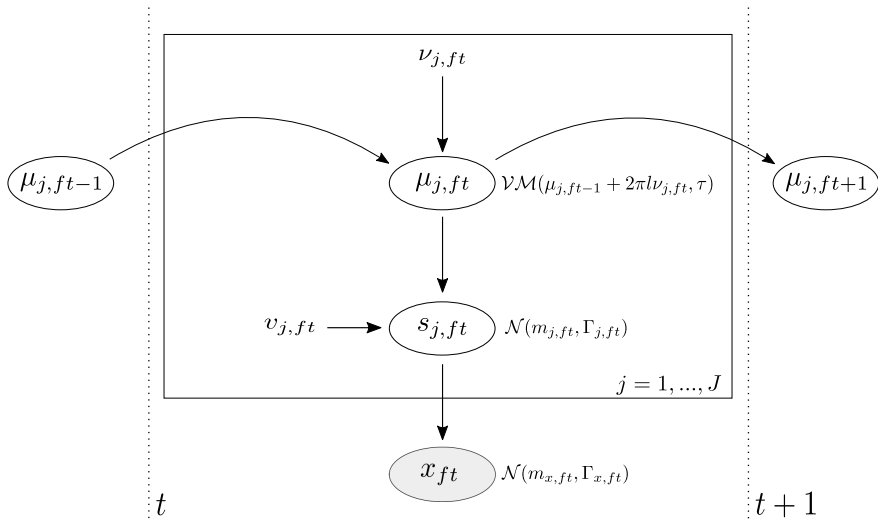 ν_{j,ft}
μ_{j,ft−1}
μ_{j,ft}
𝒱ℳ(μ_{j,ft−1} + 2πlν_{j,ft}, τ)
μ_{j,ft+1}
v_{j,ft}
s_{j,ft}
𝒩(m_{j,ft}, Γ_{j,ft})
j = 1, ..., J
x_{ft}
𝒩(m_{x,ft}, Γ_{x,ft})
t
t + 1